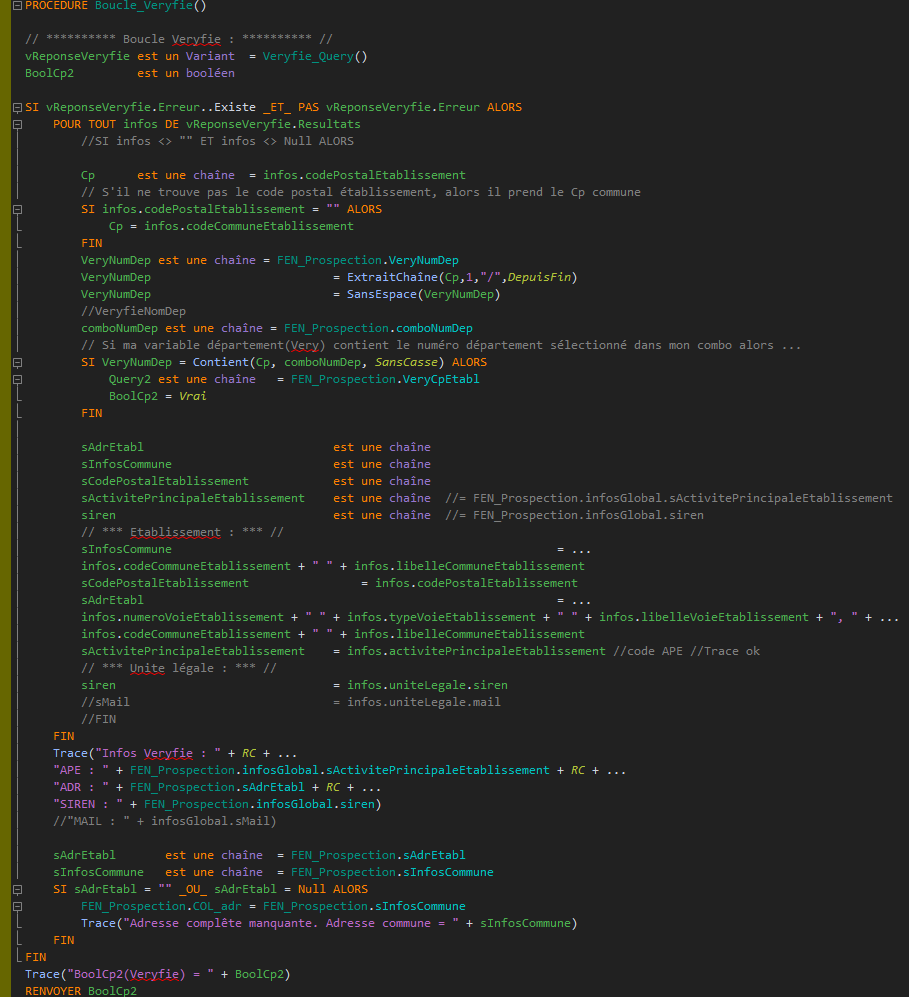 PROCEDURE Boucle_Veryfie()
// ********** Boucle Veryfie : ********** //
vReponseVeryfie est un Variant = Veryfie_Query()
BoolCp2 est un booléen
SI vReponseVeryfie.Erreur..Existe _ET_ PAS vReponseVeryfie.Erreur ALORS
POUR TOUT infos DE vReponseVeryfie.Resultats
//SI infos <> "" ET infos <> Null ALORS
Cp est une chaîne = infos.codePostalEtablissement
// S'il ne trouve pas le code postal établissement, alors il prend le Cp commune
SI infos.codePostalEtablissement = "" ALORS
Cp = infos.codeCommuneEtablissement
FIN
VeryNumDep est une chaîne = FEN_Prospection.VeryNumDep
VeryNumDep = ExtraitChaîne(Cp,1,"/",DepuisFin)
VeryNumDep = SansEspace(VeryNumDep)
//VeryfieNomDep
comboNumDep est une chaîne = FEN_Prospection.comboNumDep
// Si ma variable département(Very) contient le numéro département sélectionné dans mon combo alors ...
SI VeryNumDep = Contient(Cp, comboNumDep, SansCasse) ALORS
Query2 est une chaîne = FEN_Prospection.VeryCpEtabl
BoolCp2 = Vrai
FIN
sAdrEtabl est une chaîne
sInfosCommune est une chaîne
sCodePostalEtablissement est une chaîne
sActivitePrincipaleEtablissement est une chaîne //= FEN_Prospection.infosGlobal.sActivitePrincipaleEtablissement
siren est une chaîne //= FEN_Prospection.infosGlobal.siren
// *** Etablissement : *** //
sInfosCommune = ...
infos.codeCommuneEtablissement + " " + infos.libelleCommuneEtablissement
sCodePostalEtablissement = infos.codePostalEtablissement
sAdrEtabl = ...
infos.numeroVoieEtablissement + " " + infos.typeVoieEtablissement + " " + infos.libelleVoieEtablissement + ", " + ...
infos.codeCommuneEtablissement + " " + infos.libelleCommuneEtablissement
sActivitePrincipaleEtablissement = infos.activitePrincipaleEtablissement //code APE //Trace ok
// *** Unite légale : *** //
siren = infos.uniteLegale.siren
//sMail = infos.uniteLegale.mail
//FIN
FIN
Trace("Infos Veryfie : " + RC + ...
"APE : " + FEN_Prospection.infosGlobal.sActivitePrincipaleEtablissement + RC + ...
"ADR : " + FEN_Prospection.sAdrEtabl + RC + ...
"SIREN : " + FEN_Prospection.infosGlobal.siren)
//"MAIL : " + infosGlobal.sMail)
sAdrEtabl est une chaîne = FEN_Prospection.sAdrEtabl
sInfosCommune est une chaîne = FEN_Prospection.sInfosCommune
SI sAdrEtabl = "" _OU_ sAdrEtabl = Null ALORS
FEN_Prospection.COL_adr = FEN_Prospection.sInfosCommune
Trace("Adresse complête manquante. Adresse commune = " + sInfosCommune)
FIN
FIN
Trace("BoolCp2(Veryfie) = " + BoolCp2)
RENVOYER BoolCp2